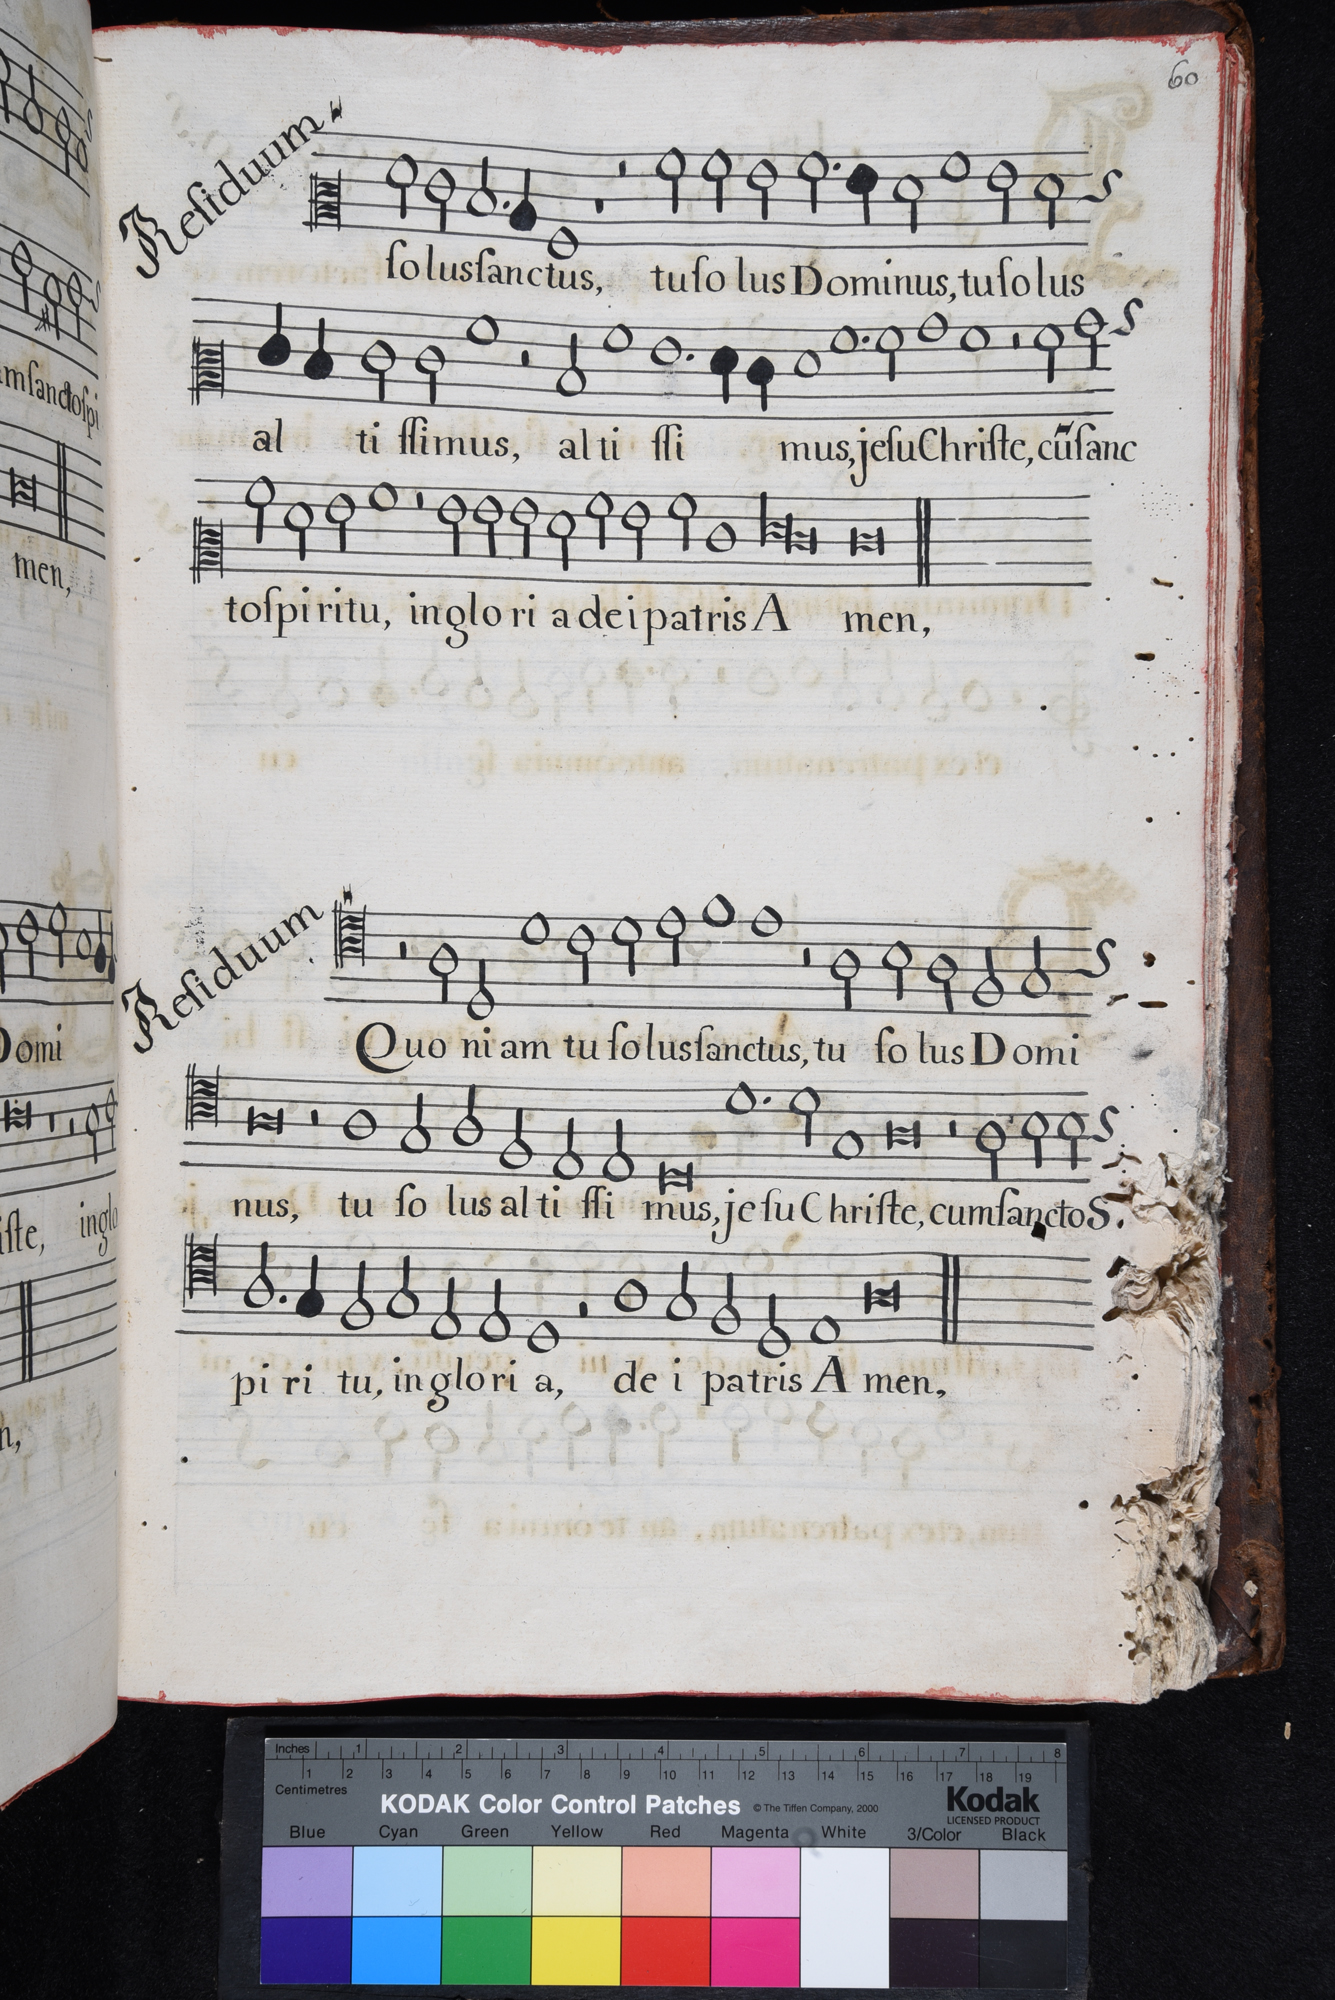 60
Residuum
solus sanctus, tu so lus Dominus, tu so lus
al ti ssimus, al ti ssi mus, jesu Christe, cũ sanc
to spi ritu, in glo ri a de i patris A men,
Residuum
Quo ni am tu so lus sanctus, tu so lus Domi
nus, tu so lus al ti ssi mus, je su Christe, cum sancto S.
pi ri tu, in glo ri a, de i patris A men,
m sancto spi
men,
Domi
iste, inglo
n,
Inches 1 2 3 4 5 6 7 8
Centimetres 1 2 3 4 5 6 7 8 9 10 11 12 13 14 15 16 17 18 19
KODAK Color Control Patches © The Tiffen Company, 2000 Kodak
LICENSED PRODUCT
Blue Cyan Green Yellow Red Magenta White 3/Color Black